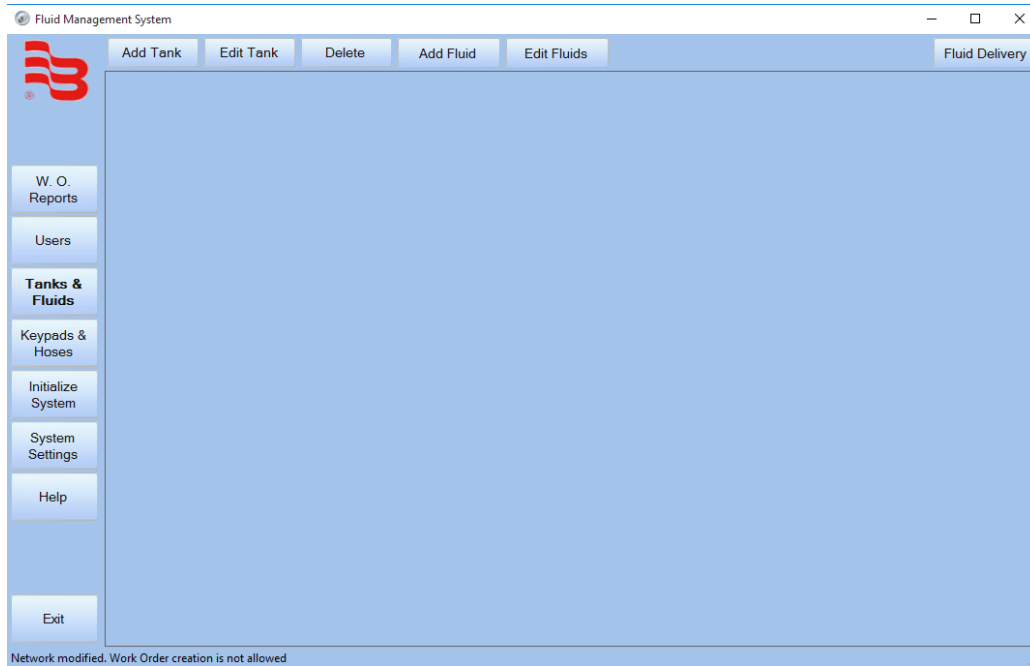 Fluid Management System
Add Tank Edit Tank Delete Add Fluid Edit Fluids Fluid Delivery
®
W. O.
Reports
Users
Tanks &
Fluids
Keypads &
Hoses
Initialize
System
System
Settings
Help
Exit
Network modified. Work Order creation is not allowed